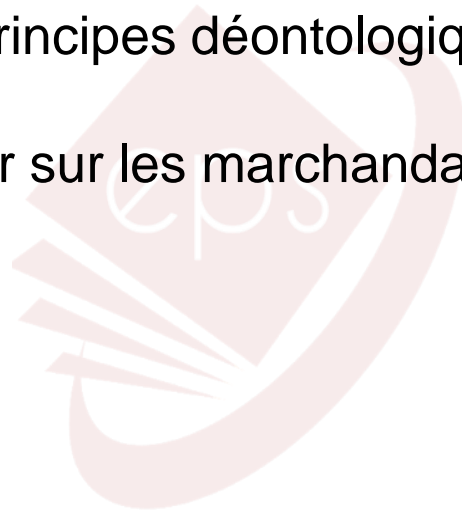 rincipes déontologiq
r sur les marchanda
eps